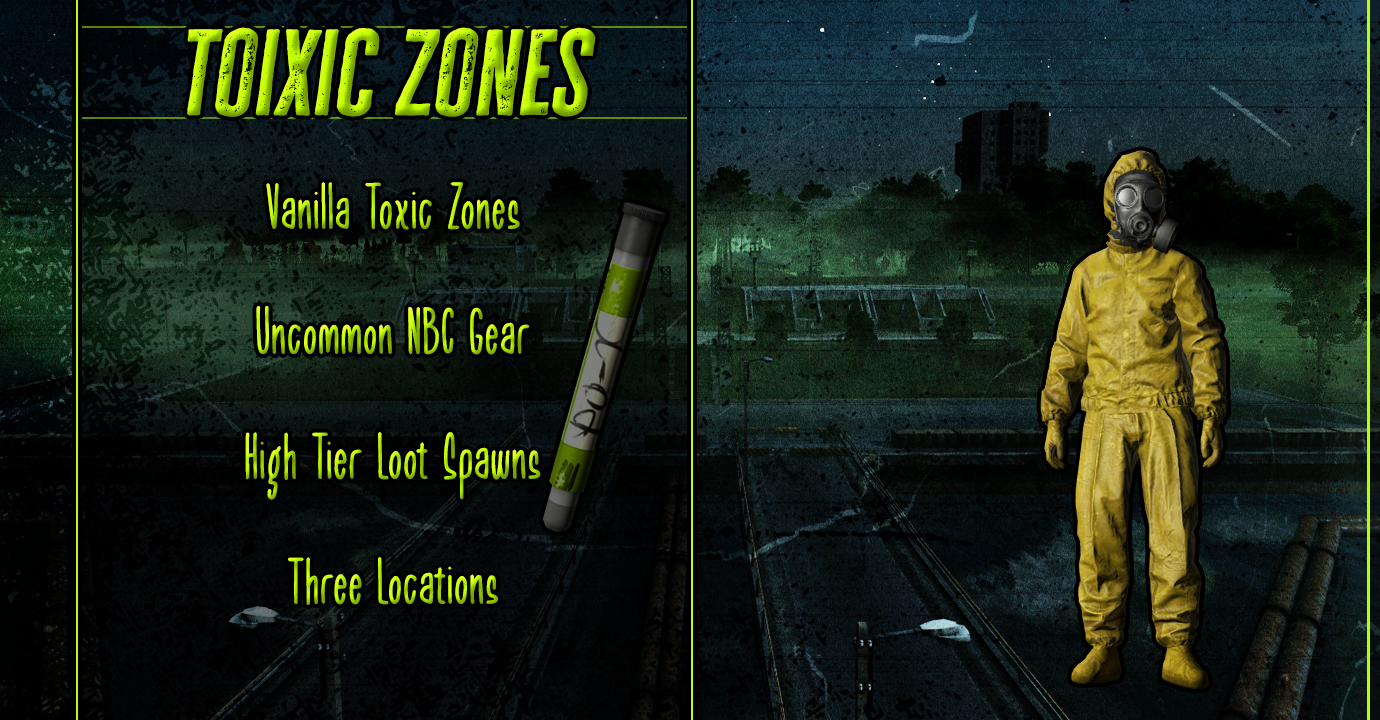 TOIXIC ZONES
Vanilla Toxic Zones
Uncommon NBC Gear
High Tier Loot Spawns
Three Locations